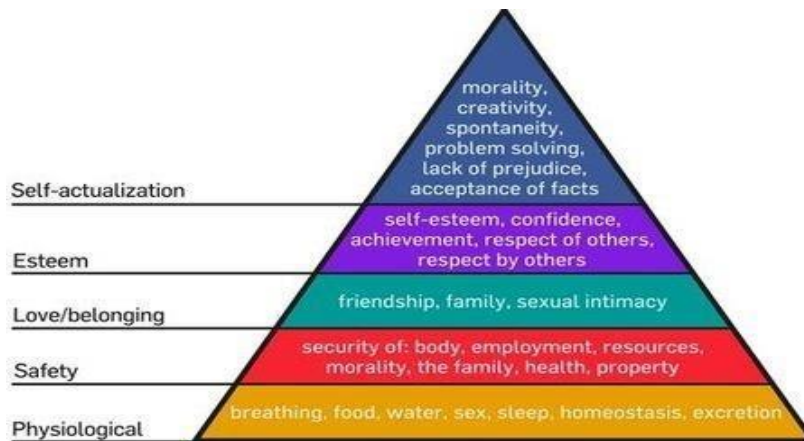 morality,
creativity,
spontaneity,
problem solving,
lack of prejudice,
acceptance of facts
Self-actualization
self-esteem, confidence,
achievement, respect of others,
respect by others
Esteem
friendship, family, sexual intimacy
Love/belonging
security of: body, employment, resources,
morality, the family, health, property
Safety
breathing, food, water, sex, sleep, homeostasis, excretion
Physiological